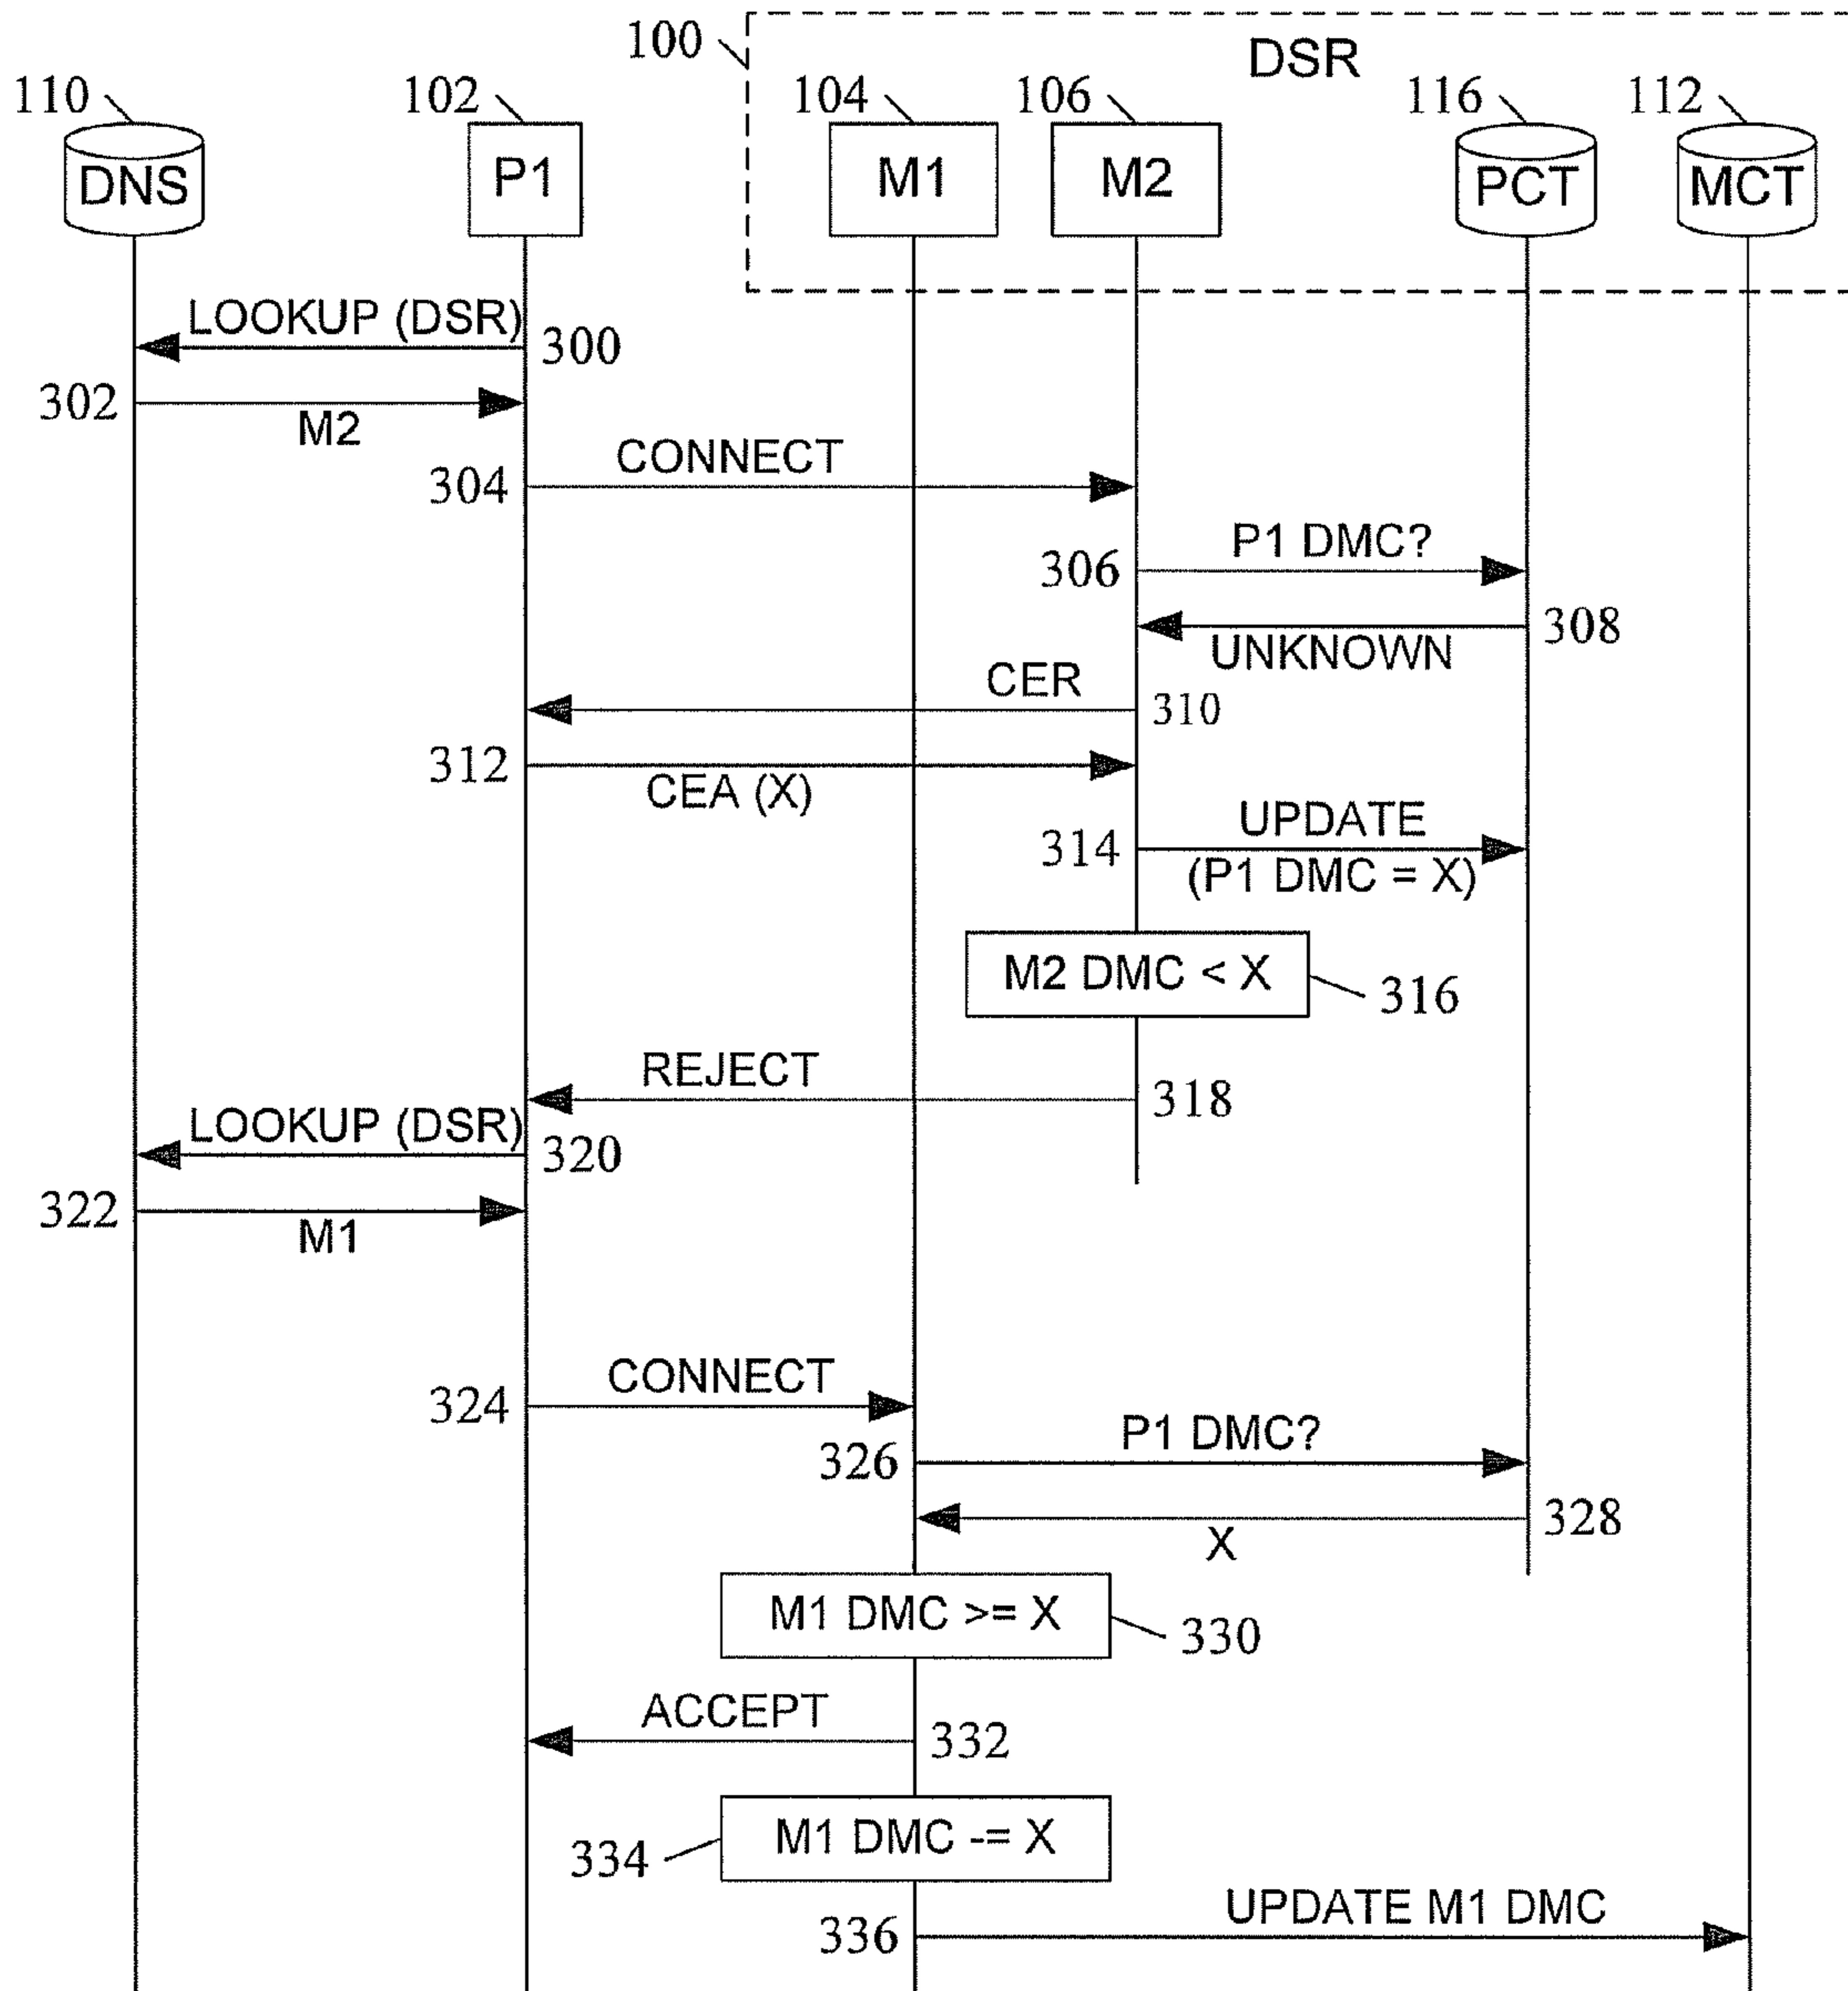 100
DSR
110
102
104
106
116
112
DNS
P1
M1
M2
PCT
MCT
LOOKUP (DSR)
300
302
M2
CONNECT
304
P1 DMC?
306
308
UNKNOWN
CER
310
312
CEA (X)
UPDATE
314
(P1 DMC = X)
M2 DMC < X
316
REJECT
318
LOOKUP (DSR)
320
322
M1
CONNECT
324
P1 DMC?
326
328
X
M1 DMC >= X
330
ACCEPT
332
M1 DMC -= X
334
UPDATE M1 DMC
336